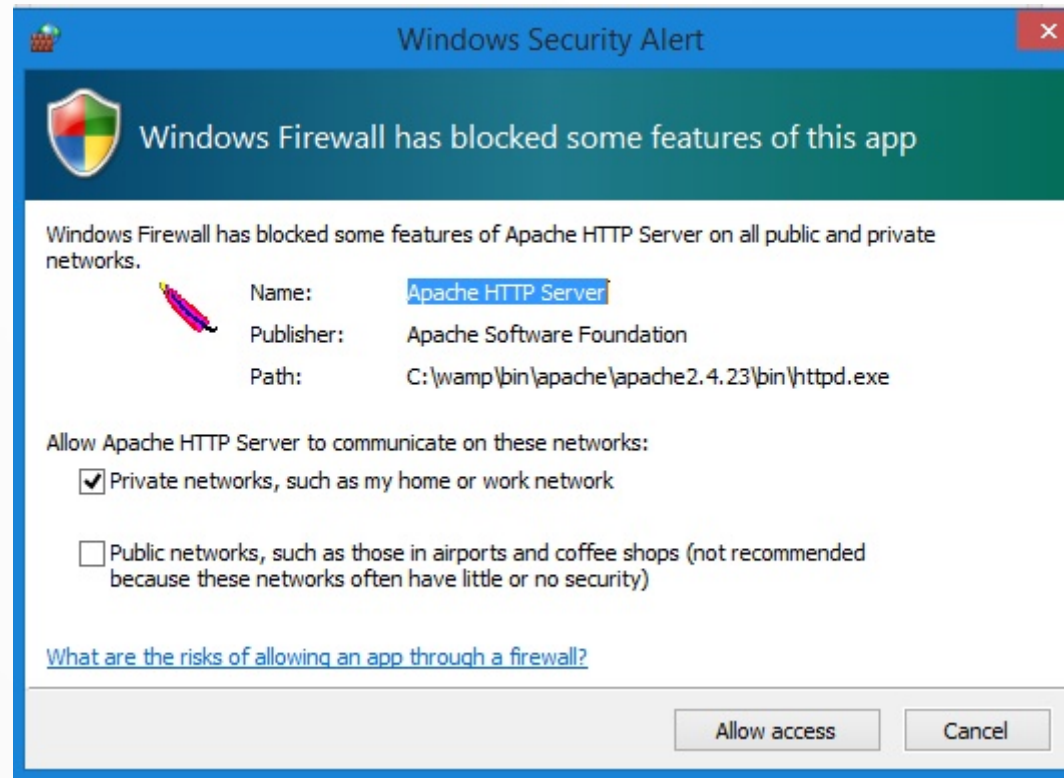 Windows Security Alert
Windows Firewall has blocked some features of this app
Windows Firewall has blocked some features of Apache HTTP Server on all public and private
networks.
Name: Apache HTTP Server
Publisher: Apache Software Foundation
Path: C:\wamp\bin\apache\apache2.4.23\bin\httpd.exe
Allow Apache HTTP Server to communicate on these networks:
Private networks, such as my home or work network
Public networks, such as those in airports and coffee shops (not recommended
because these networks often have little or no security)
What are the risks of allowing an app through a firewall?
Allow access Cancel